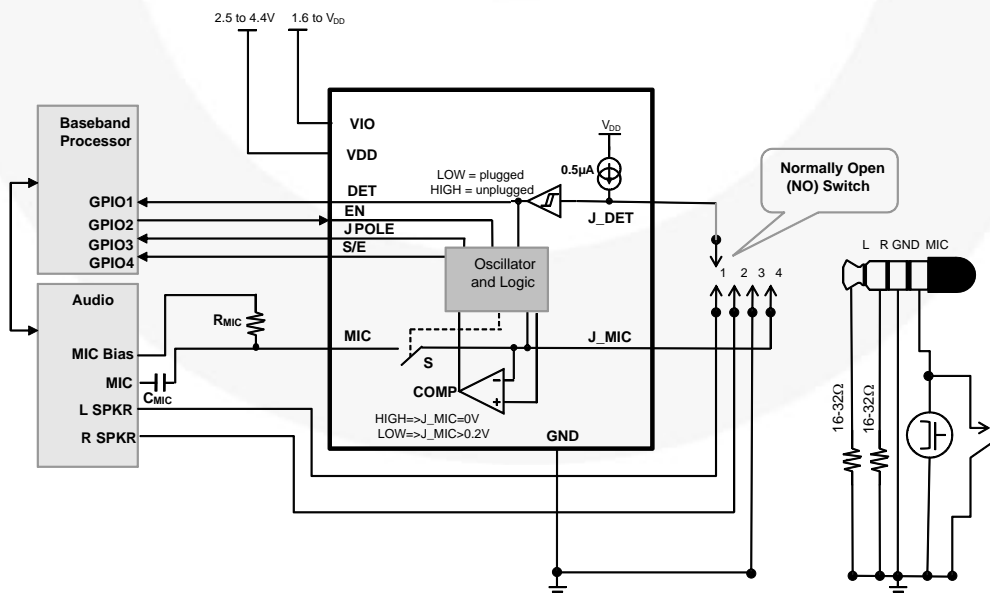 2.5 to 4.4V
1.6 to VDD
Baseband
Processor
GPIO1
GPIO2
GPIO3
GPIO4
VIO
VDD
DET
EN
JPOLE
S/E
LOW = plugged
HIGH = unplugged
VDD
0.5µA
J_DET
Normally Open
(NO) Switch
Oscillator
and Logic
1 2 3 4
L R GND MIC
Audio
MIC Bias
MIC
L SPKR
R SPKR
RMIC
CMIC
MIC
S
J_MIC
COMP
HIGH=>J_MIC=0V
LOW=>J_MIC>0.2V
GND
16-32Ω
16-32Ω